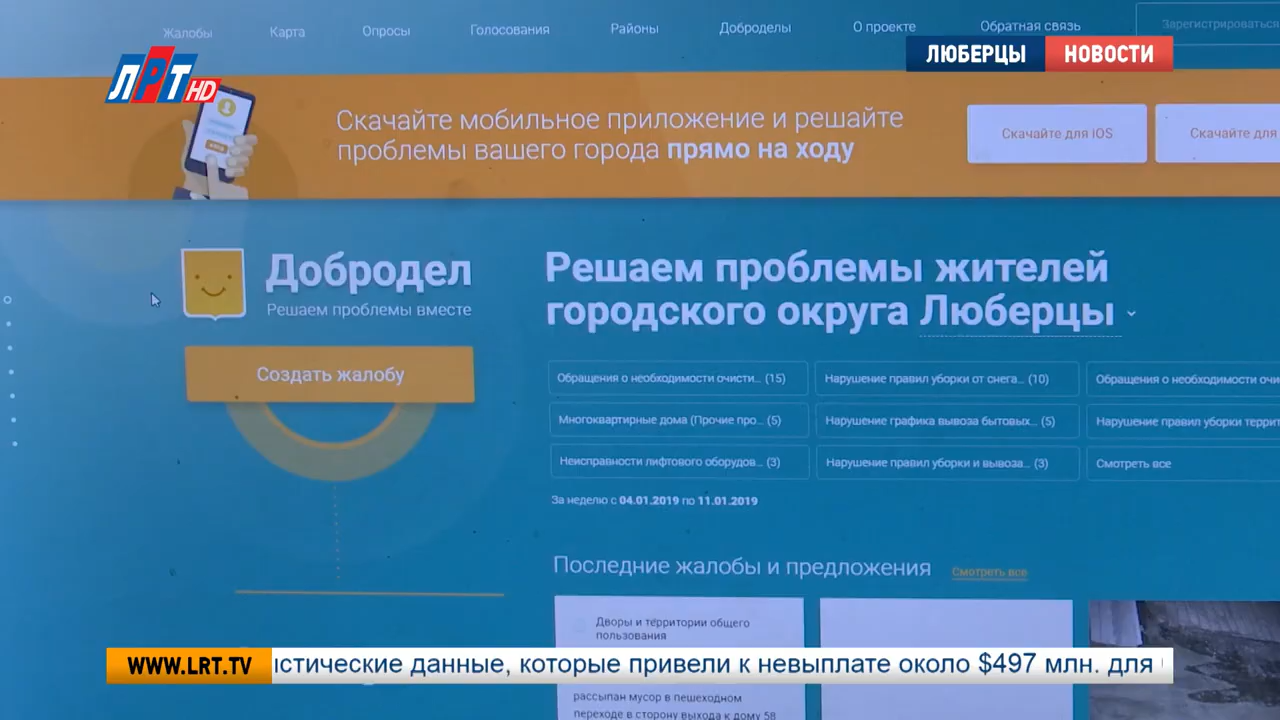 Жалобы Карта Опросы Голосования Районы Доброделы О проекте Обратная связь Зарегистрироваться
ЛРТ HD
ЛЮБЕРЦЫ НОВОСТИ
Скачайте мобильное приложение и решайте
проблемы вашего города прямо на ходу
Скачайте для iOS
Скачайте для
Добродел
Решаем проблемы вместе
Создать жалобу
Решаем проблемы жителей
городского округа Люберцы
Обращения о необходимости очисти... (15)
Нарушение правил уборки от снега... (10)
Обращения о необходимости очи
Многоквартирные дома (Прочие про... (5)
Нарушение графика вывоза бытовых... (5)
Нарушение правил уборки террит
Неисправности лифтового оборудов... (3)
Нарушение правил уборки и вывоза... (3)
Смотреть все
За неделю с 04.01.2019 по 11.01.2019
Последние жалобы и предложения Смотреть все
Дворы и территории общего
пользования
WWW.LRT.TV
истические данные, которые привели к невыплате около $497 млн. для
рассыпан мусор в пешеходном
переходе в сторону выхода к дому 58